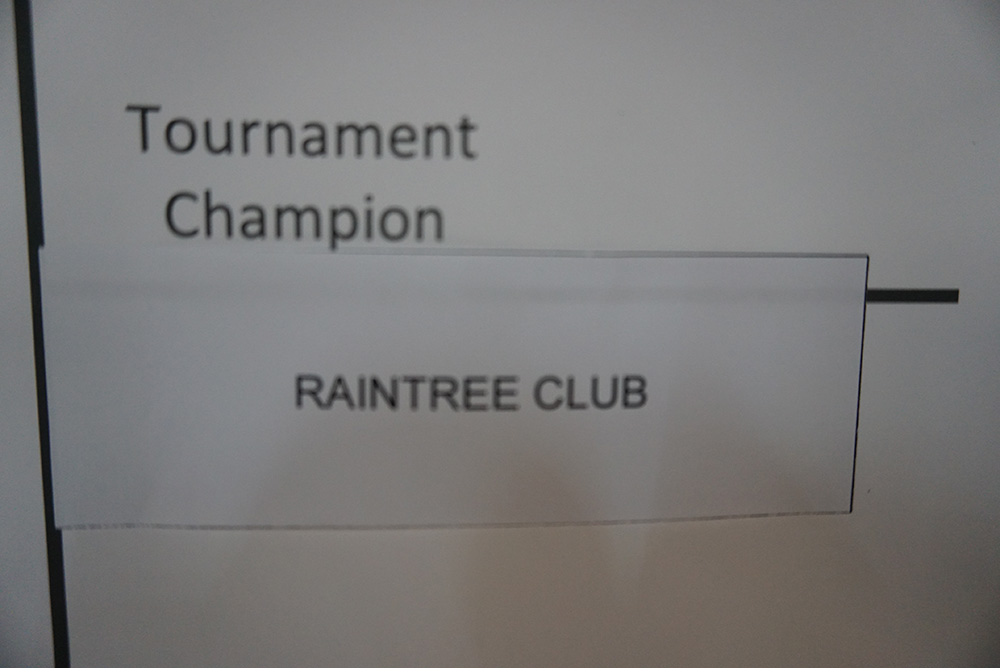 Tournament
Champion
RAINTREE CLUB